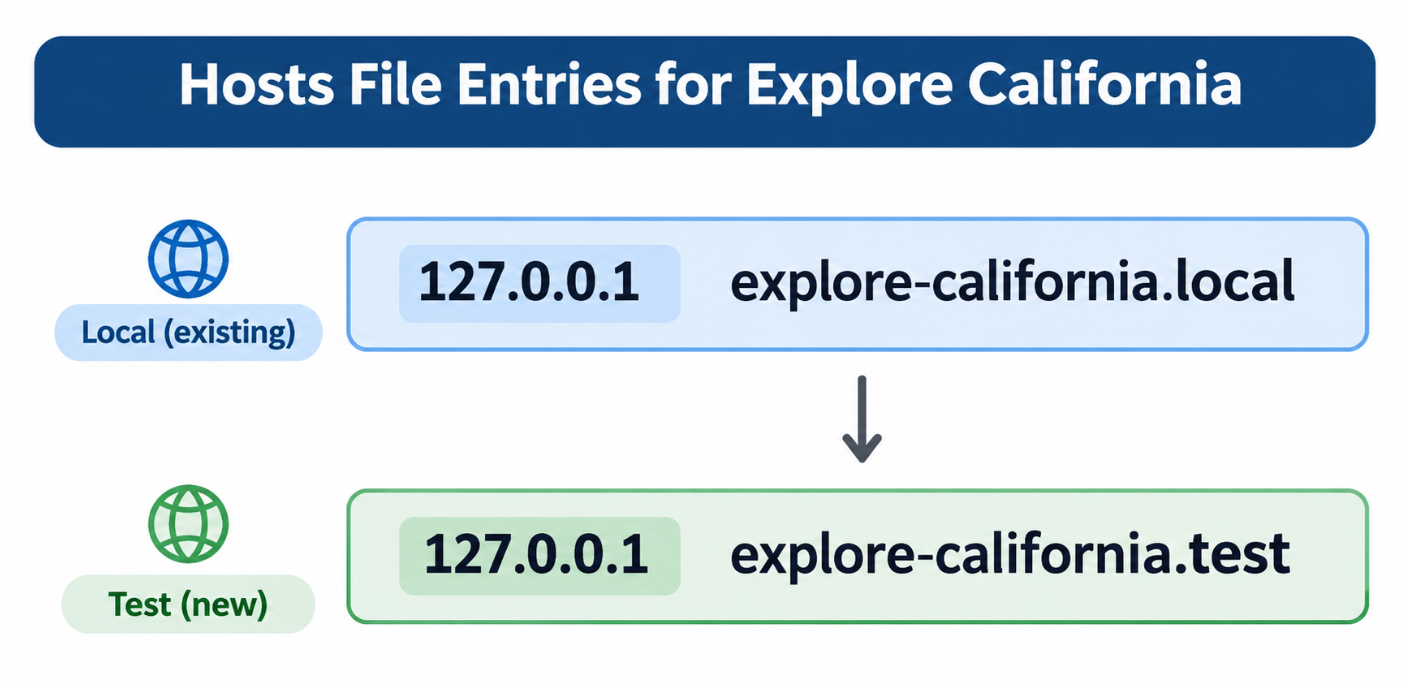 Hosts File Entries for Explore California
127.0.0.1 explore-california.local
Local (existing)
127.0.0.1 explore-california.test
Test (new)